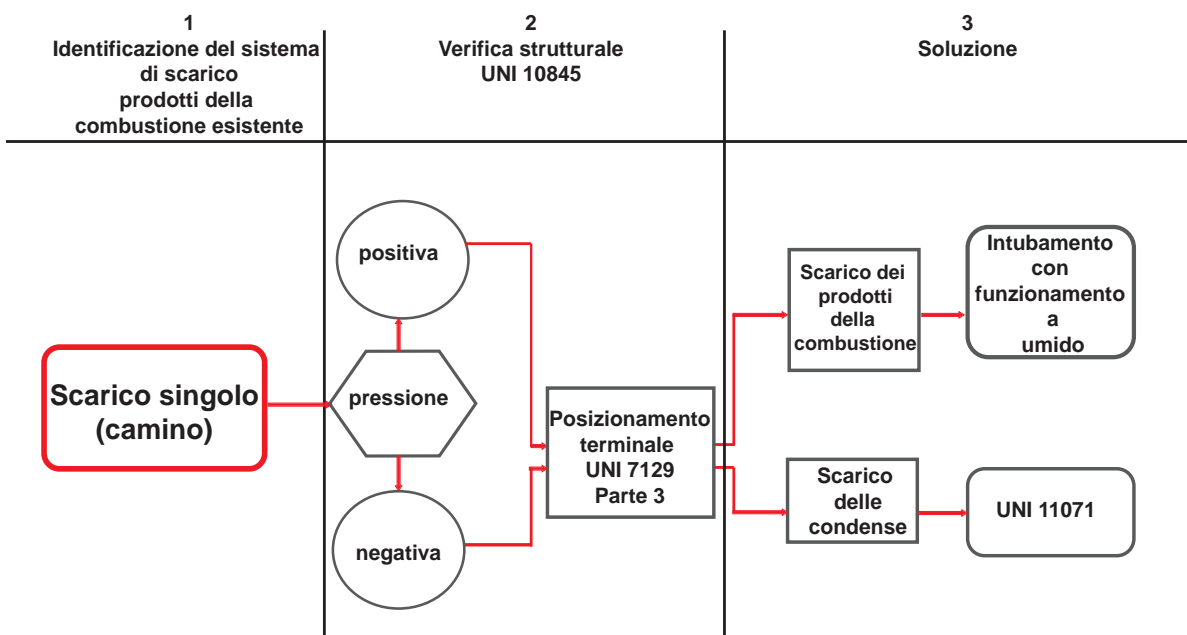 1
Identificazione del sistema
di scarico
prodotti della
combustione esistente
2
Verifica strutturale
UNI 10845
3
Soluzione
Scarico singolo
(camino)
positiva
pressione
negativa
Posizionamento
terminale
UNI 7129
Parte 3
Scarico dei
prodotti
della
combustione
Intubamento
con
funzionamento
a
umido
Scarico
delle
condense
UNI 11071